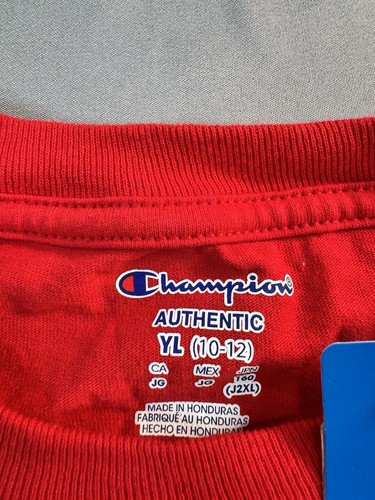 Champion®
AUTHENTIC
YL (10-12)
CA MEX JPN
JG JG 160
(J2XL)
MADE IN HONDURAS
FABRIQUÉ AU HONDURAS
HECHO EN HONDURAS